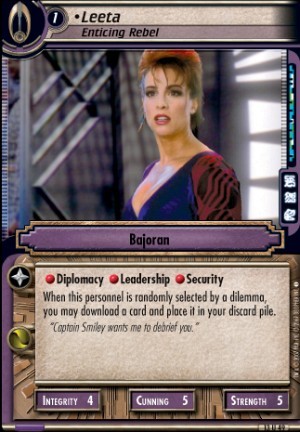 1
•Leeta
Enticing Rebel
Bajoran
Diplomacy Leadership Security
When this personnel is randomly selected by a dilemma,
you may download a card and place it in your discard pile.
"Captain Smiley wants me to debrief you."
INTEGRITY 4 CUNNING 5 STRENGTH 5